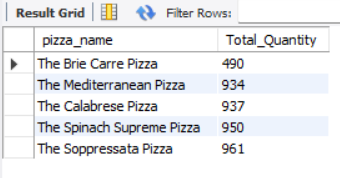 Result Grid Filter Rows:
pizza_name Total_Quantity
The Brie Carre Pizza 490
The Mediterranean Pizza 934
The Calabrese Pizza 937
The Spinach Supreme Pizza 950
The Soppressata Pizza 961